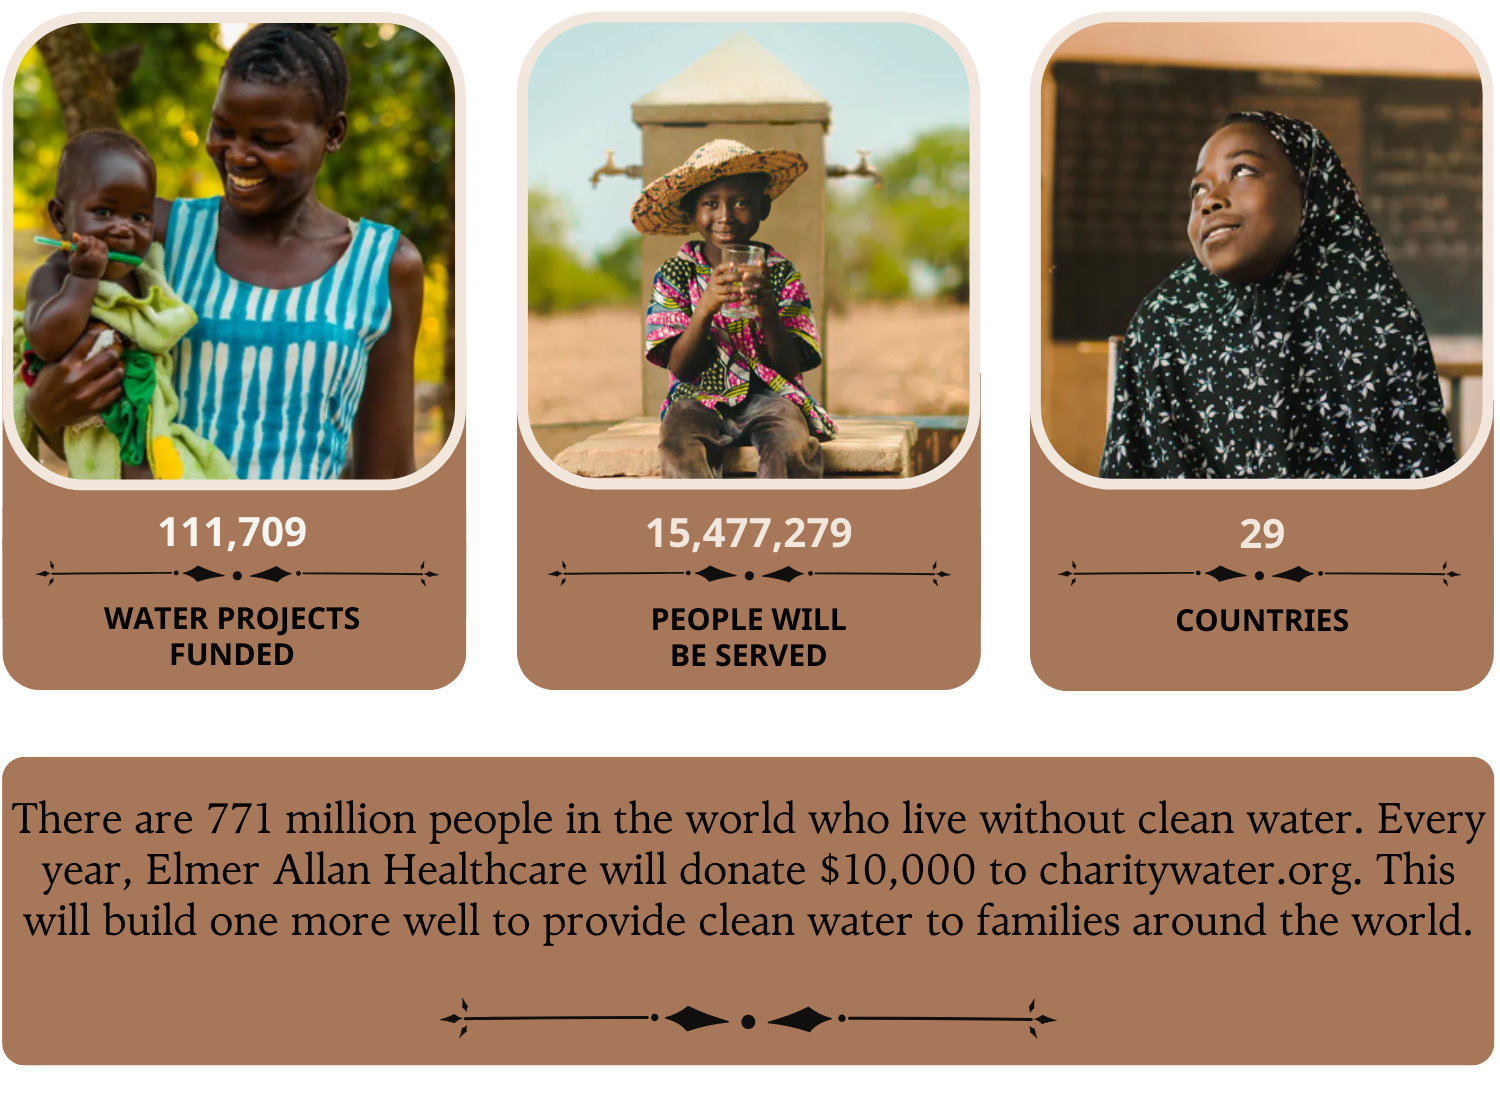 111,709
WATER PROJECTS
FUNDED
15,477,279
PEOPLE WILL
BE SERVED
29
COUNTRIES
There are 771 million people in the world who live without clean water. Every
year, Elmer Allan Healthcare will donate $10,000 to charitywater.org. This
will build one more well to provide clean water to families around the world.